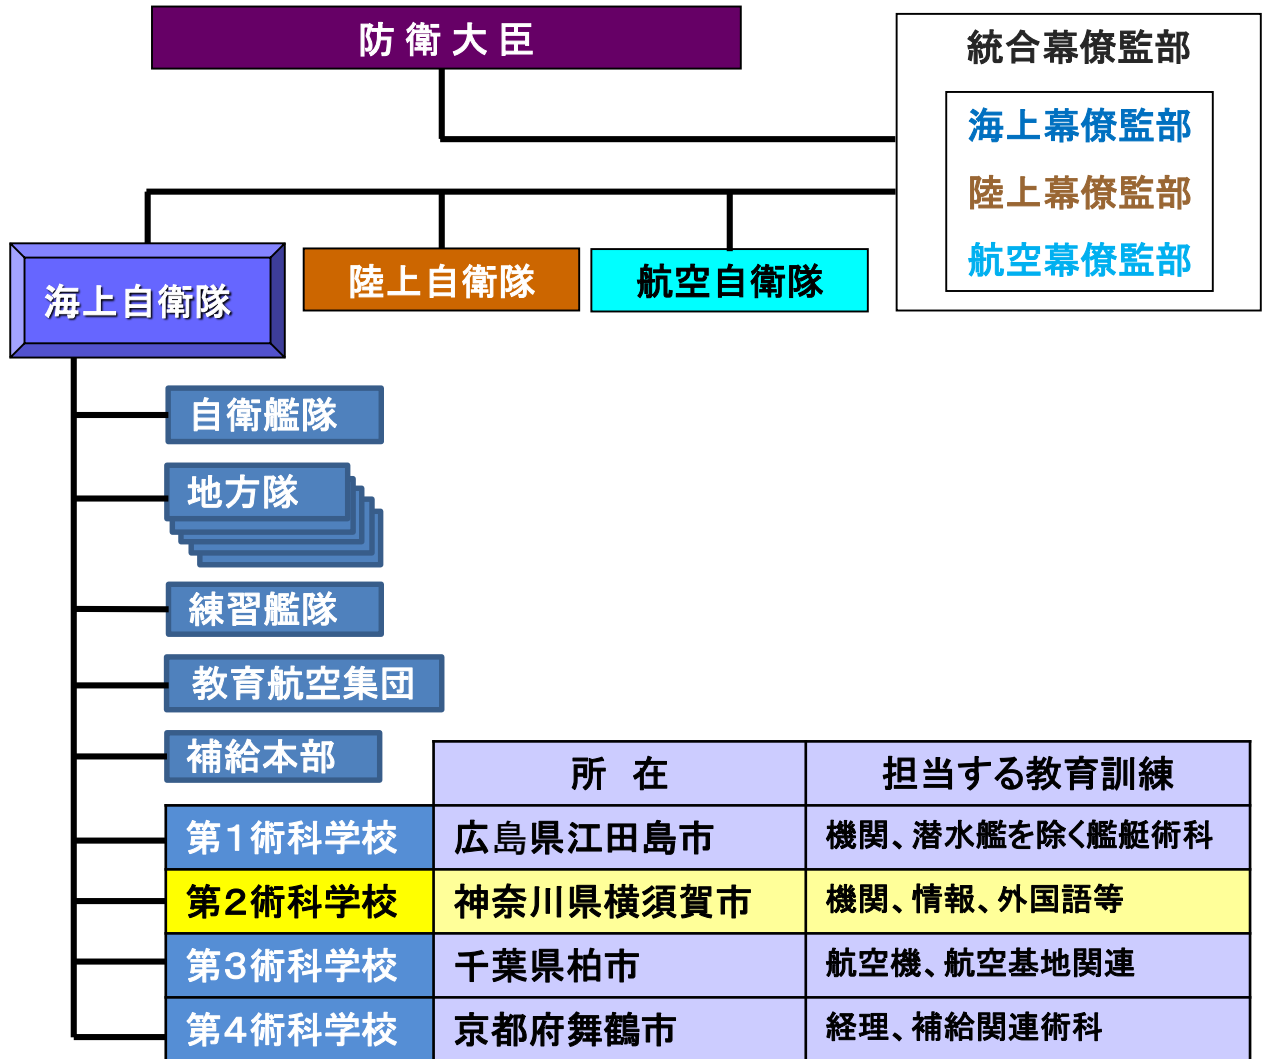 防衛大臣
統合幕僚監部
海上幕僚監部
陸上幕僚監部
航空幕僚監部
海上自衛隊
陸上自衛隊
航空自衛隊
自衛艦隊
地方隊
練習艦隊
教育航空集団
補給本部
所 在 担当する教育訓練
第1術科学校 広島県江田島市 機関、潜水艦を除く艦艇術科
第2術科学校 神奈川県横須賀市 機関、情報、外国語等
第3術科学校 千葉県柏市 航空機、航空基地関連
第4術科学校 京都府舞鶴市 経理、補給関連術科